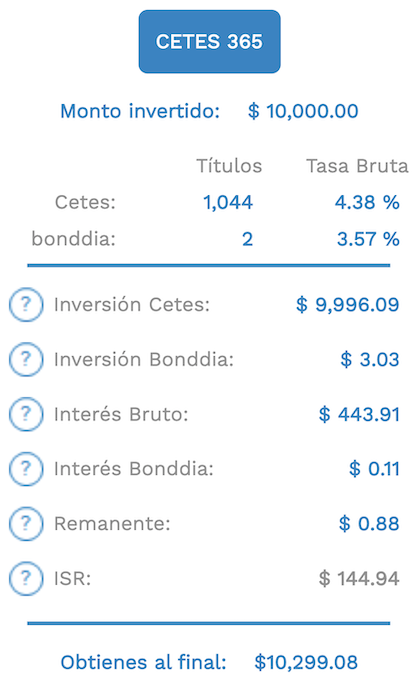 CETES 365
Monto invertido: $ 10,000.00
Títulos Tasa Bruta
Cetes: 1,044 4.38 %
bonddia: 2 3.57 %
? Inversión Cetes: $ 9,996.09
? Inversión Bonddia: $ 3.03
? Interés Bruto: $ 443.91
? Interés Bonddia: $ 0.11
? Remanente: $ 0.88
? ISR: $ 144.94
Obtienes al final: $10,299.08